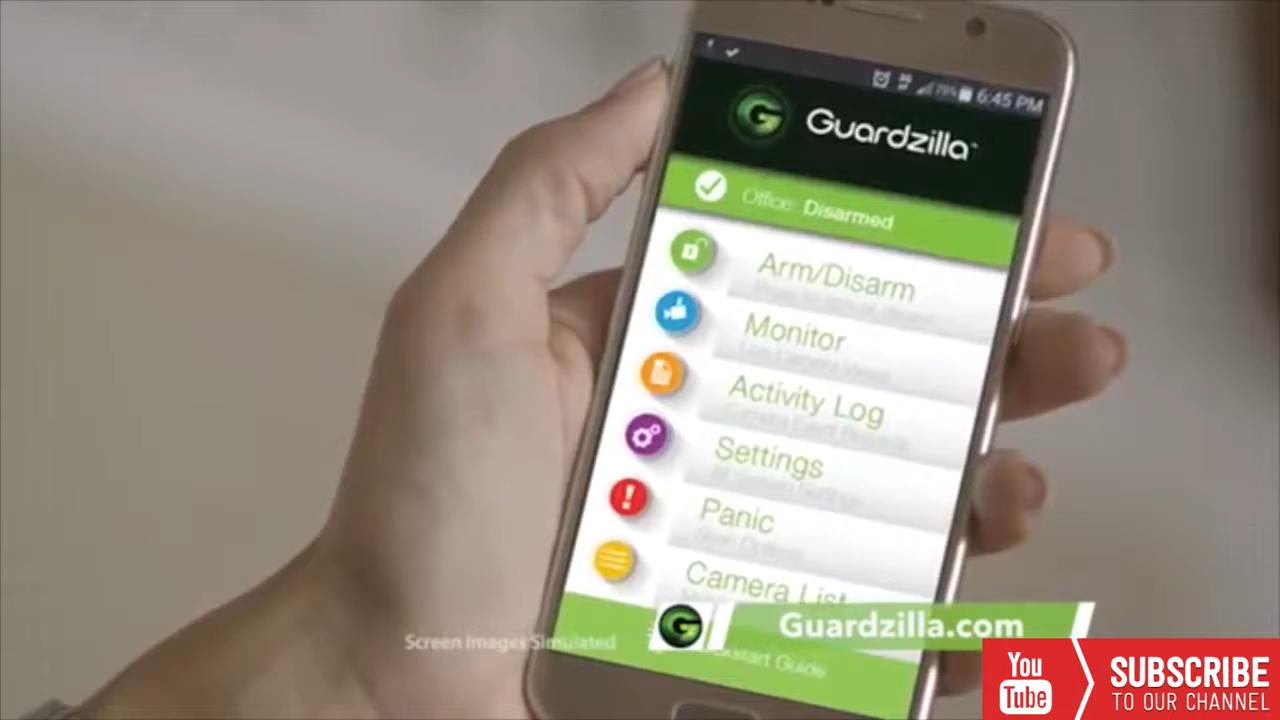 6:45 PM
Guardzilla
Office: Disarmed
Arm/Disarm
Monitor
Activity Log
Settings
Panic
Camera List
Guardzilla.com
Screen Images Simulated
Guide
You
Tube
SUBSCRIBE
TO OUR CHANNEL